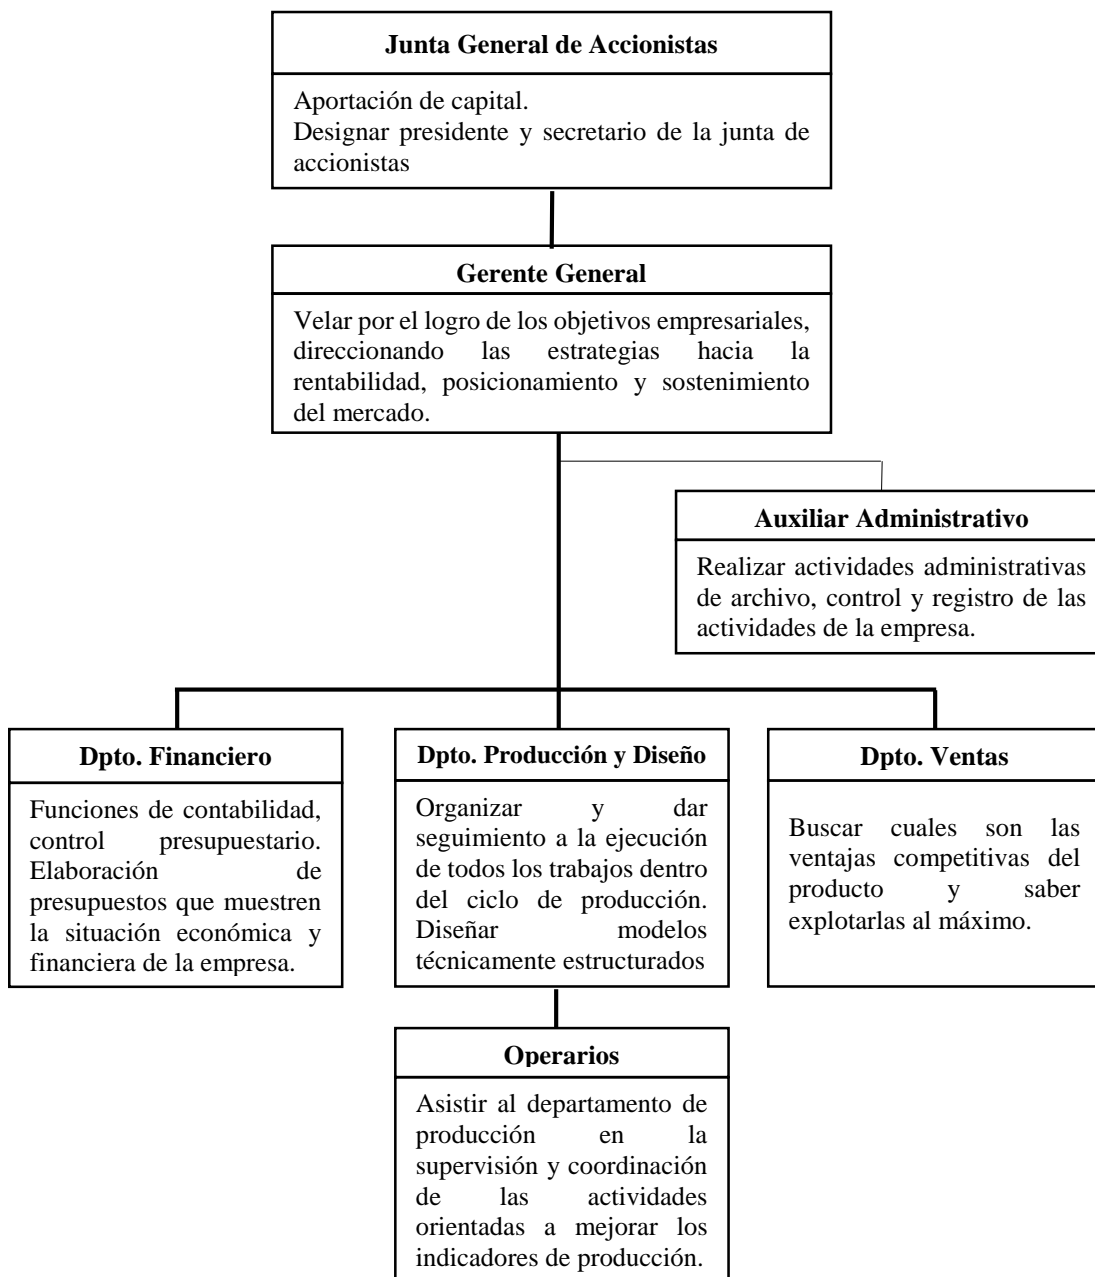 Junta General de Accionistas
Aportación de capital.
Designar presidente y secretario de la junta de
accionistas
Gerente General
Velar por el logro de los objetivos empresariales,
direccionando las estrategias hacia la
rentabilidad, posicionamiento y sostenimiento
del mercado.
Auxiliar Administrativo
Realizar actividades administrativas
de archivo, control y registro de las
actividades de la empresa.
Dpto. Financiero
Funciones de contabilidad,
control presupuestario.
Elaboración de
presupuestos que muestren
la situación económica y
financiera de la empresa.
Dpto. Producción y Diseño
Organizar y dar
seguimiento a la ejecución
de todos los trabajos dentro
del ciclo de producción.
Diseñar modelos
técnicamente estructurados
Dpto. Ventas
Buscar cuales son las
ventajas competitivas del
producto y saber
explotarlas al máximo.
Operarios
Asistir al departamento de
producción en la
supervisión y coordinación
de las actividades
orientadas a mejorar los
indicadores de producción.